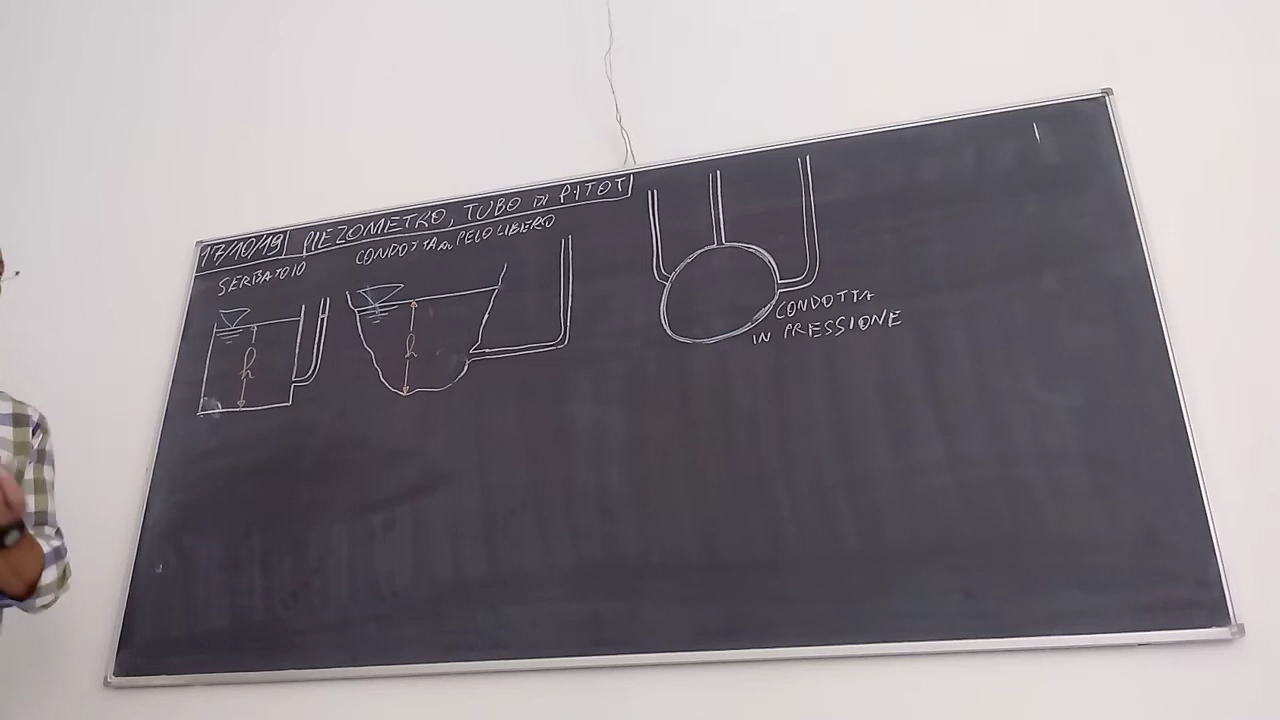 17/10/19 PIEZOMETRO, TUBO DI PITOT
SERBATOIO
CONDOTTA a PELO LIBERO
h
h
CONDOTTA
IN PRESSIONE